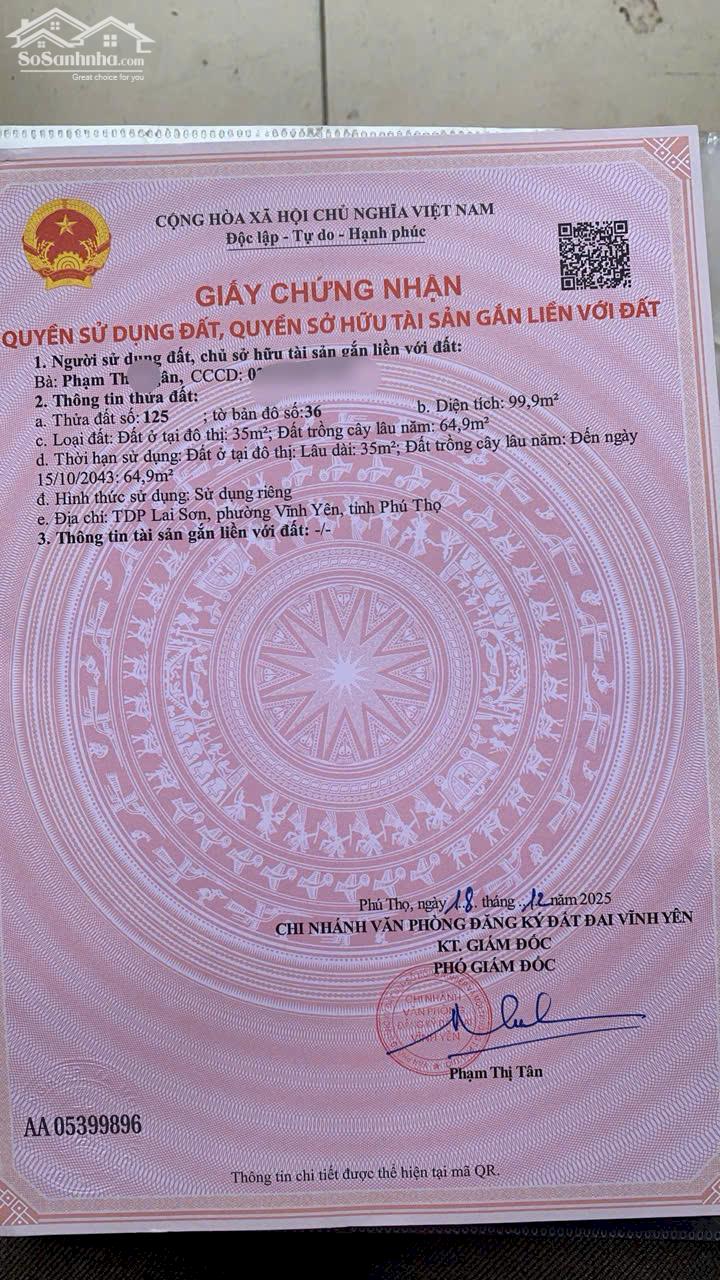 SoSanhnha.com
Great choice for you
CỘNG HÒA XÃ HỘI CHỦ NGHĨA VIỆT NAM
Độc lập - Tự do - Hạnh phúc
GIẤY CHỨNG NHẬN
QUYỀN SỬ DỤNG ĐẤT, QUYỀN SỞ HỮU TÀI SẢN GẮN LIỀN VỚI ĐẤT
1. Người sử dụng đất, chủ sở hữu tài sản gắn liền với đất:
Bà: Phạm Th ân, CCCD: 0
2. Thông tin thửa đất:
a. Thửa đất số: 125 ; tờ bản đồ số: 36 b. Diện tích: 99,9m²
c. Loại đất: Đất ở tại đô thị: 35m²; Đất trồng cây lâu năm: 64,9m²
d. Thời hạn sử dụng: Đất ở tại đô thị: Lâu dài: 35m²; Đất trồng cây lâu năm: Đến ngày
15/10/2043: 64,9m²
đ. Hình thức sử dụng: Sử dụng riêng
e. Địa chỉ: TDP Lai Sơn, phường Vĩnh Yên, tỉnh Phú Thọ
3. Thông tin tài sản gắn liền với đất: -/-
Phú Thọ, ngày 18 tháng 12 năm 2025
CHI NHÁNH VĂN PHÒNG ĐĂNG KÝ ĐẤT ĐAI VĨNH YÊN
KT. GIÁM ĐỐC
PHÓ GIÁM ĐỐC
CHI NHÁNH
VĂN PHÒNG
VĨNH YÊN
Phạm Thị Tân
AA 05399896
Thông tin chi tiết được thể hiện tại mã QR.